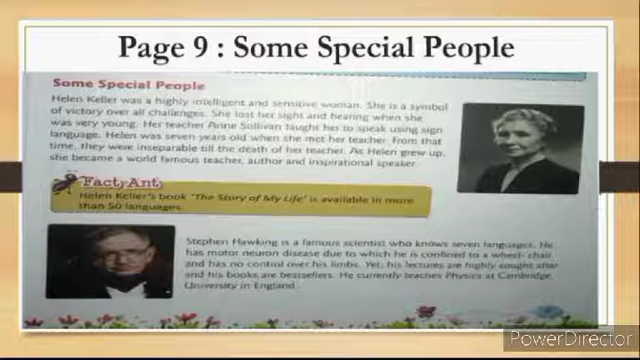 Page 9 : Some Special People
Some Special People
Helen Keller was a highly intelligent and sensitive woman. She is a symbol
of victory over all challenges. She lost her sight and hearing when she
was very young. Her teacher Anne Sullivan taught her to speak using sign
language. Helen was seven years old when she met her teacher. From that
time, they were inseparable till the death of her teacher. As Helen grew up,
she became a world famous teacher, author and inspirational speaker.
Fact Ant
Helen Keller's book 'The Story of My Life' is available in more
than 50 languages.
Stephen Hawking is a famous scientist who knows seven languages. He
has motor neuron disease due to which he is confined to a wheel- chair
and has no control over his limbs. Yet, his lectures are highly sought after
and his books are bestsellers. He currently teaches Physics at Cambridge
University in England.
PowerDirector